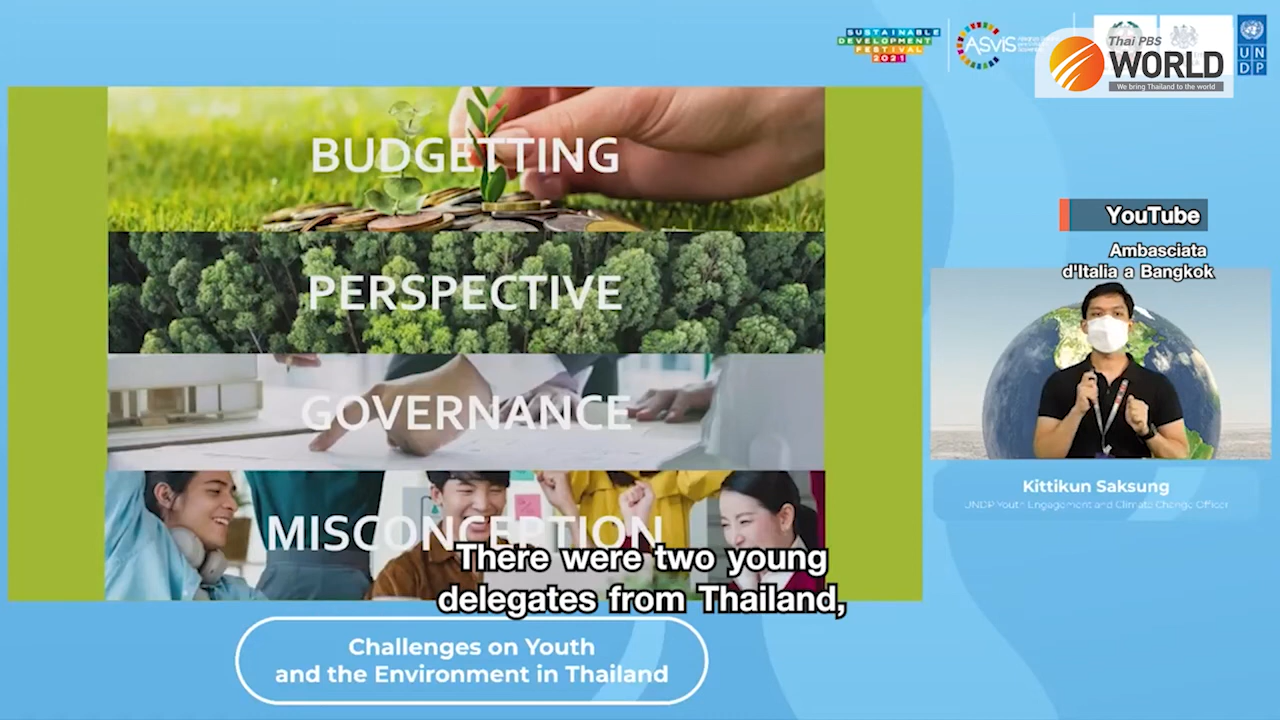 SUSTAINABLE
DEVELOPMENT
FESTIVAL
2021
ASviS
UN
DP
Thai PBS
WORLD
We bring Thailand to the world
BUDGETTING
PERSPECTIVE
GOVERNANCE
MISCONCEPTION
YouTube
Ambasciata
d'Italia a Bangkok
Kittikun Saksung
UNDP Youth Engagement and Climate Change Officer
There were two young
delegates from Thailand,
Challenges on Youth
and the Environment in Thailand